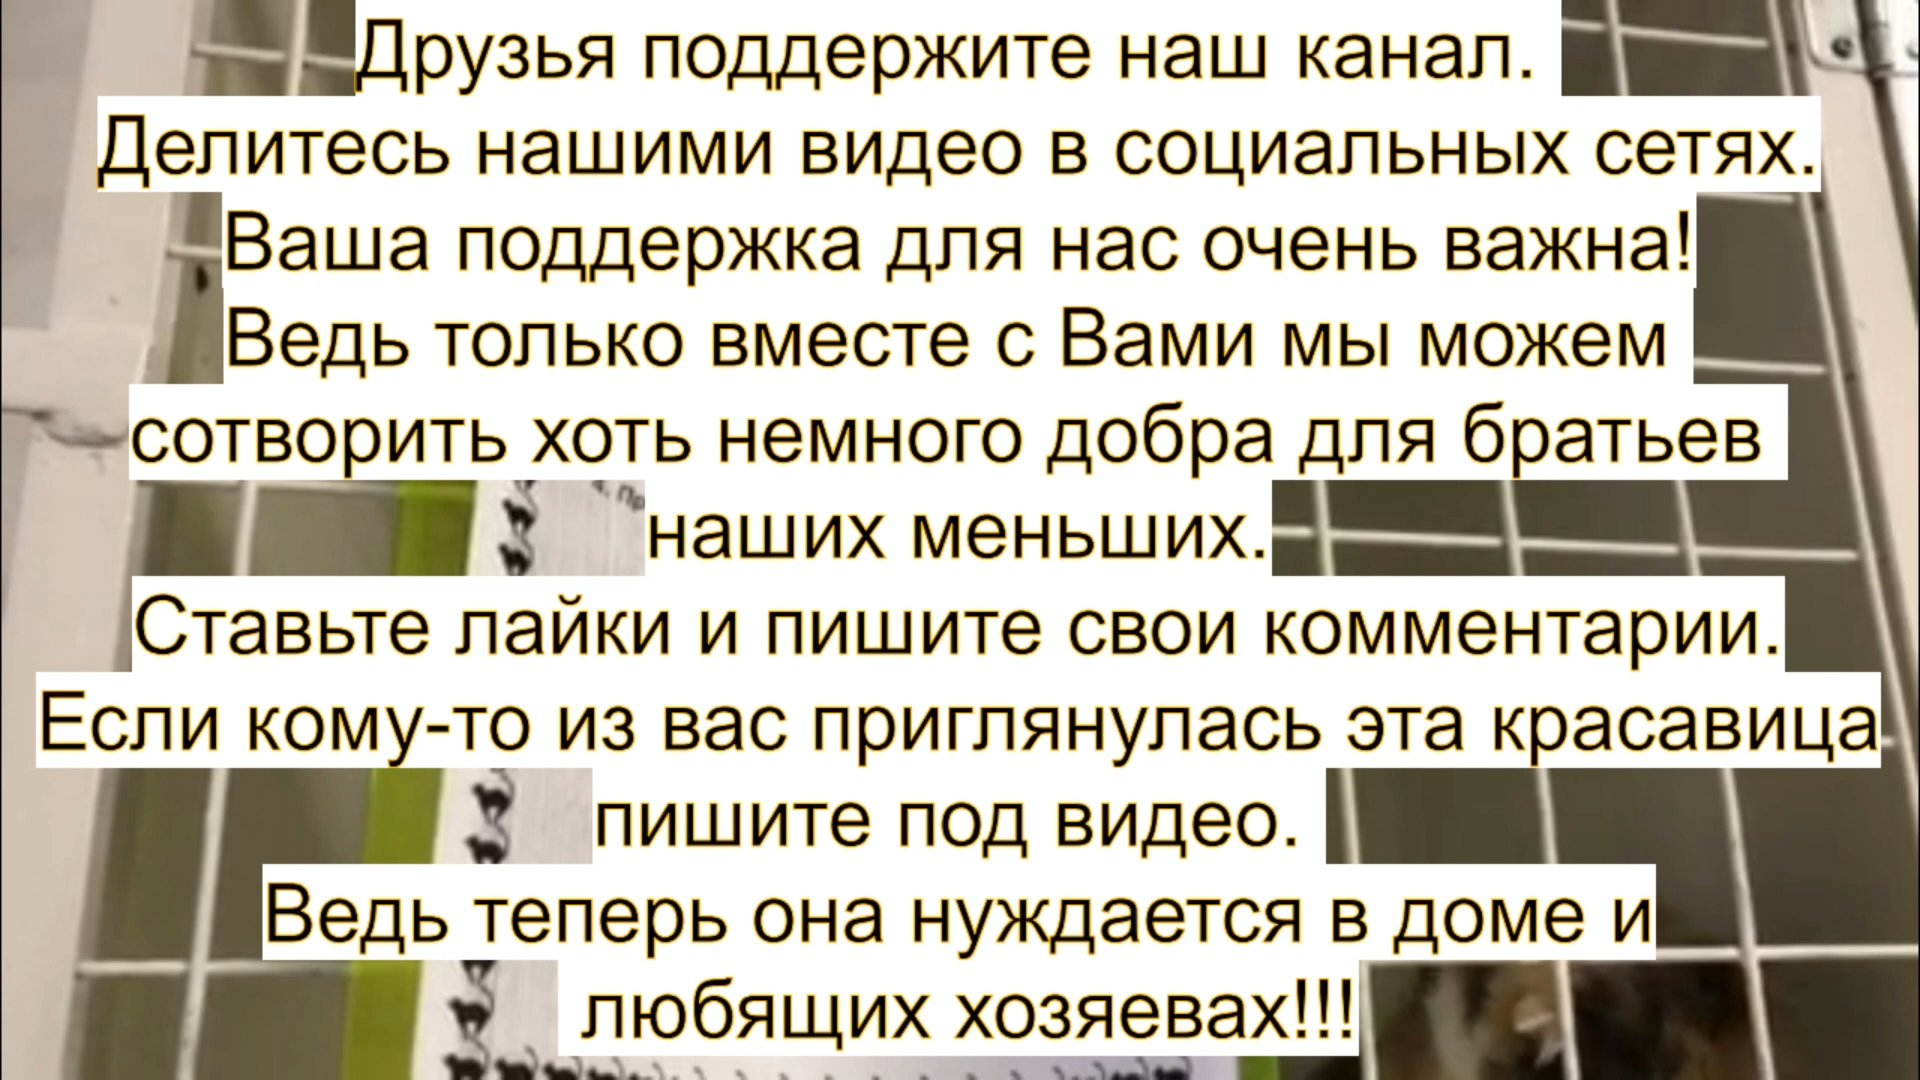 Друзья поддержите наш канал.
Делитесь нашими видео в социальных сетях.
Ваша поддержка для нас очень важна!
Ведь только вместе с Вами мы можем
сотворить хоть немного добра для братьев
наших меньших.
Ставьте лайки и пишите свои комментарии.
Если кому-то из вас приглянулась эта красавица
пишите под видео.
Ведь теперь она нуждается в доме и
любящих хозяевах!!!